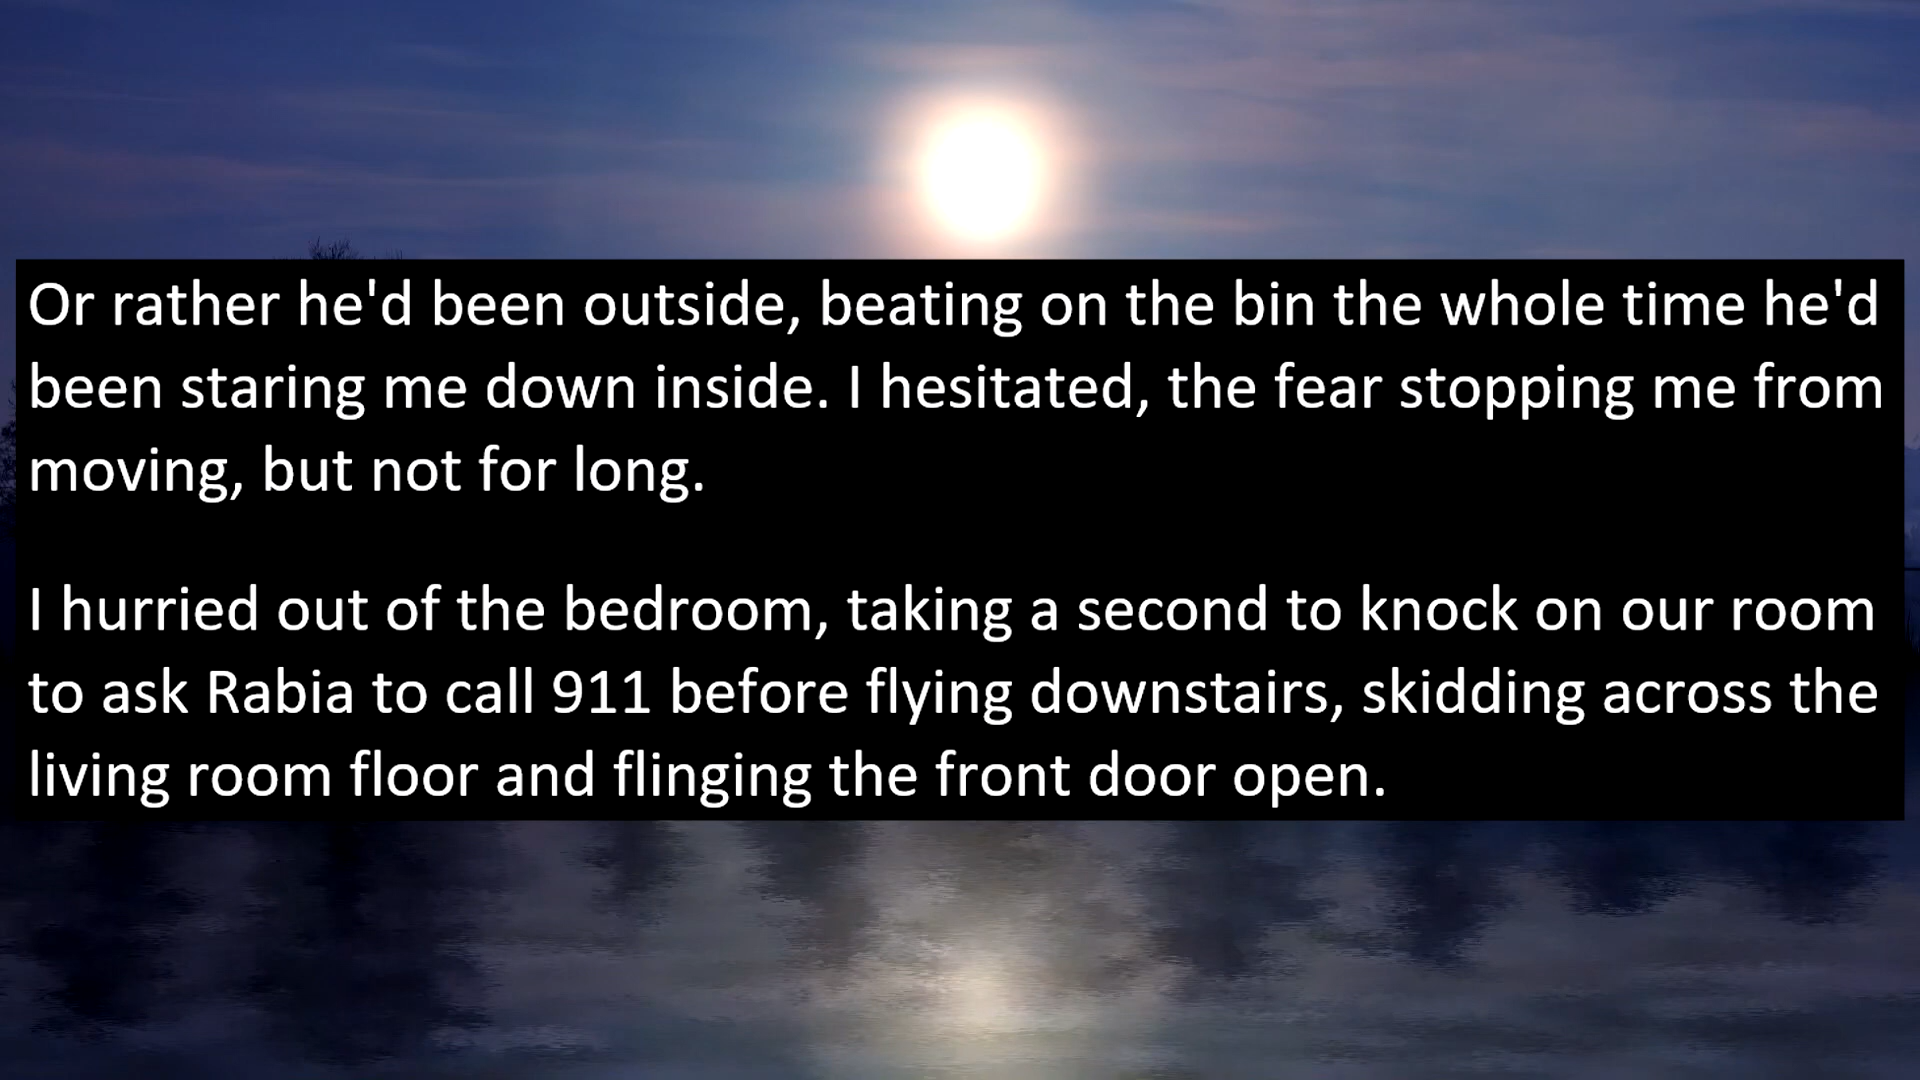 Or rather he'd been outside, beating on the bin the whole time he'd
been staring me down inside. I hesitated, the fear stopping me from
moving, but not for long.
I hurried out of the bedroom, taking a second to knock on our room
to ask Rabia to call 911 before flying downstairs, skidding across the
living room floor and flinging the front door open.